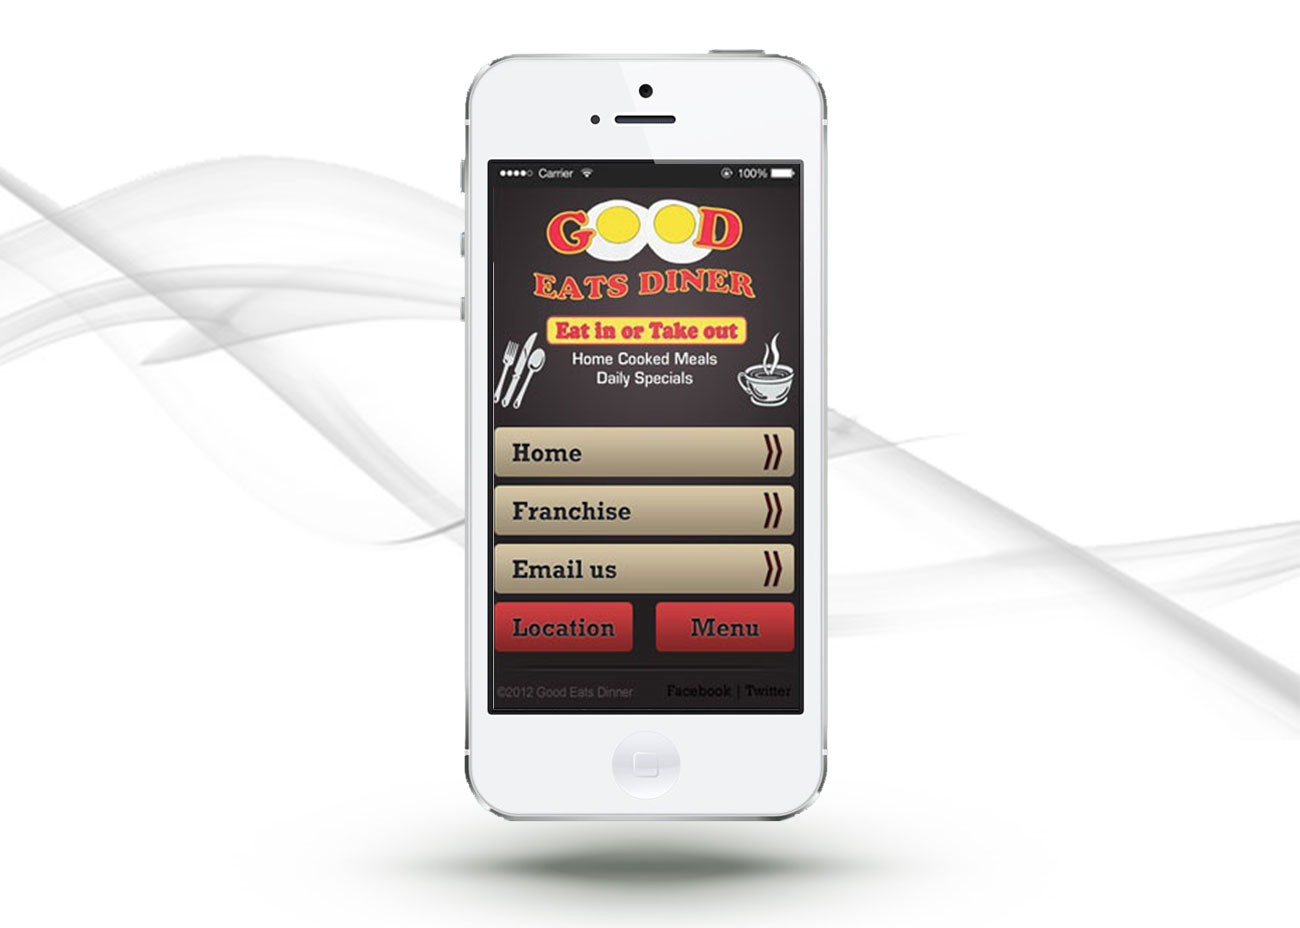 Carrier 100%
GOOD
EATS DINER
Eat in or Take out
Home Cooked Meals
Daily Specials
Home
Franchise
Email us
Location Menu
©2012 Good Eats Dinner Facebook | Twitter